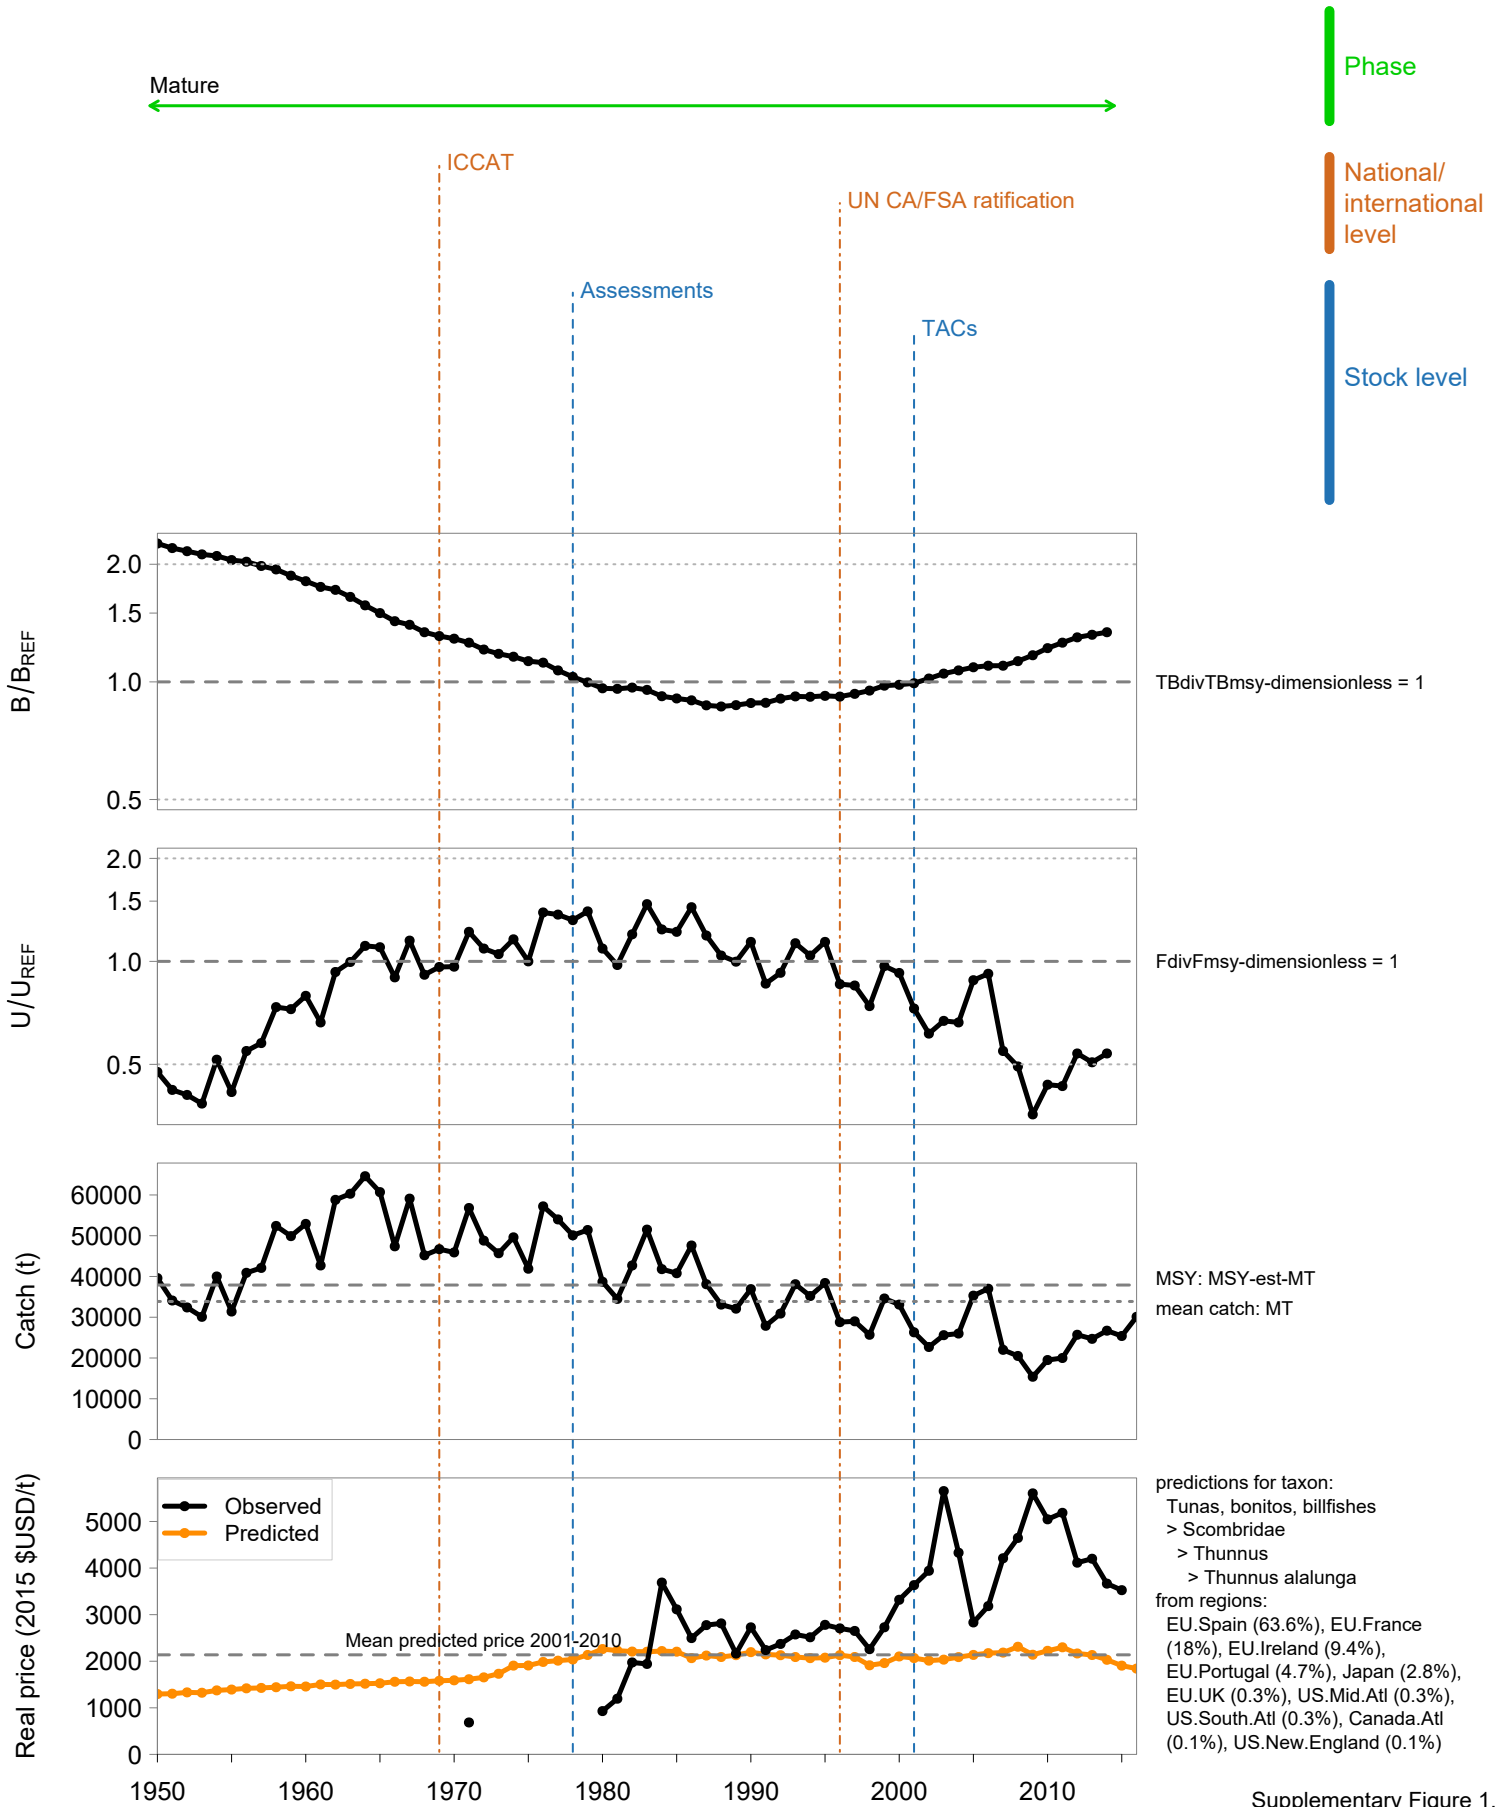 Phase
Mature
ICCAT
National/
international
level
UN CA/FSA ratification
Assessments
TACs
Stock level
B/BREF
2.0
1.5
1.0
0.5
TBdivTBmsy-dimensionless = 1
U/UREF
2.0
1.5
1.0
0.5
FdivFmsy-dimensionless = 1
Catch (t)
60000
50000
40000
30000
20000
10000
0
MSY: MSY-est-MT
mean catch: MT
Real price (2015 $USD/t)
5000
4000
3000
2000
1000
0
Observed
Predicted
Mean predicted price 2001-2010
predictions for taxon:
Tunas, bonitos, billfishes
> Scombridae
> Thunnus
> Thunnus alalunga
from regions:
EU.Spain (63.6%), EU.France
(18%), EU.Ireland (9.4%),
EU.Portugal (4.7%), Japan (2.8%),
EU.UK (0.3%), US.Mid.Atl (0.3%),
US.South.Atl (0.3%), Canada.Atl
(0.1%), US.New.England (0.1%)
1950 1960 1970 1980 1990 2000 2010
Supplementary Figure 1.